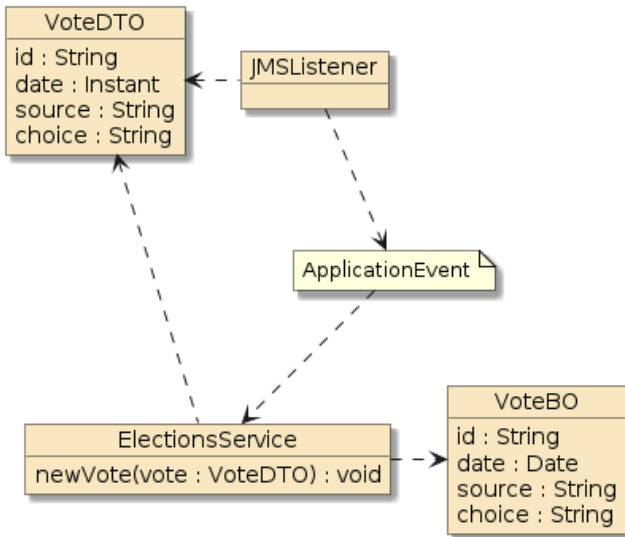 VoteDTO
id : String
date : Instant
source : String
choice : String
JMSListener
ApplicationEvent
ElectionsService
newVote(vote : VoteDTO) : void
VoteBO
id : String
date : Date
source : String
choice : String